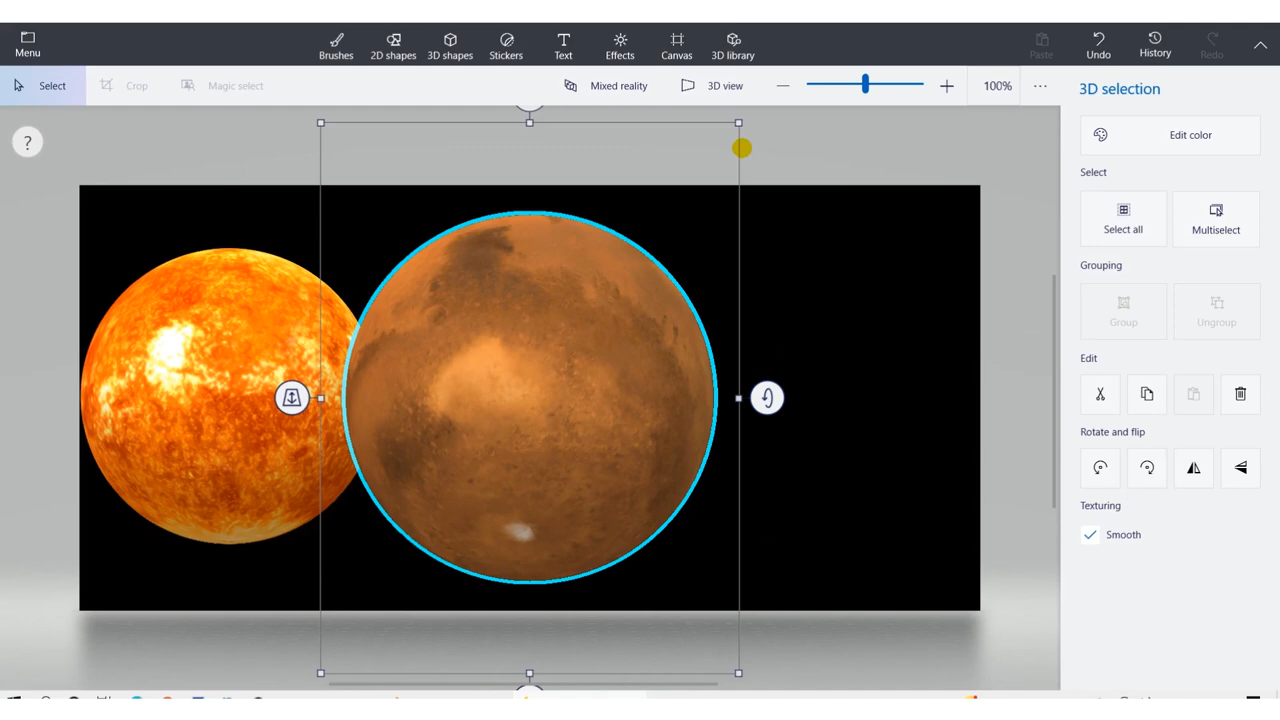 Menu
Brushes
2D shapes
3D shapes
Stickers
Text
Effects
Canvas
3D library
Paste
Undo
History
Redo
Select
Crop
Magic select
Mixed reality
3D view
100%
3D selection
?
Edit color
Select
Select all
Multiselect
Grouping
Group
Ungroup
Edit
Rotate and flip
Texturing
Smooth